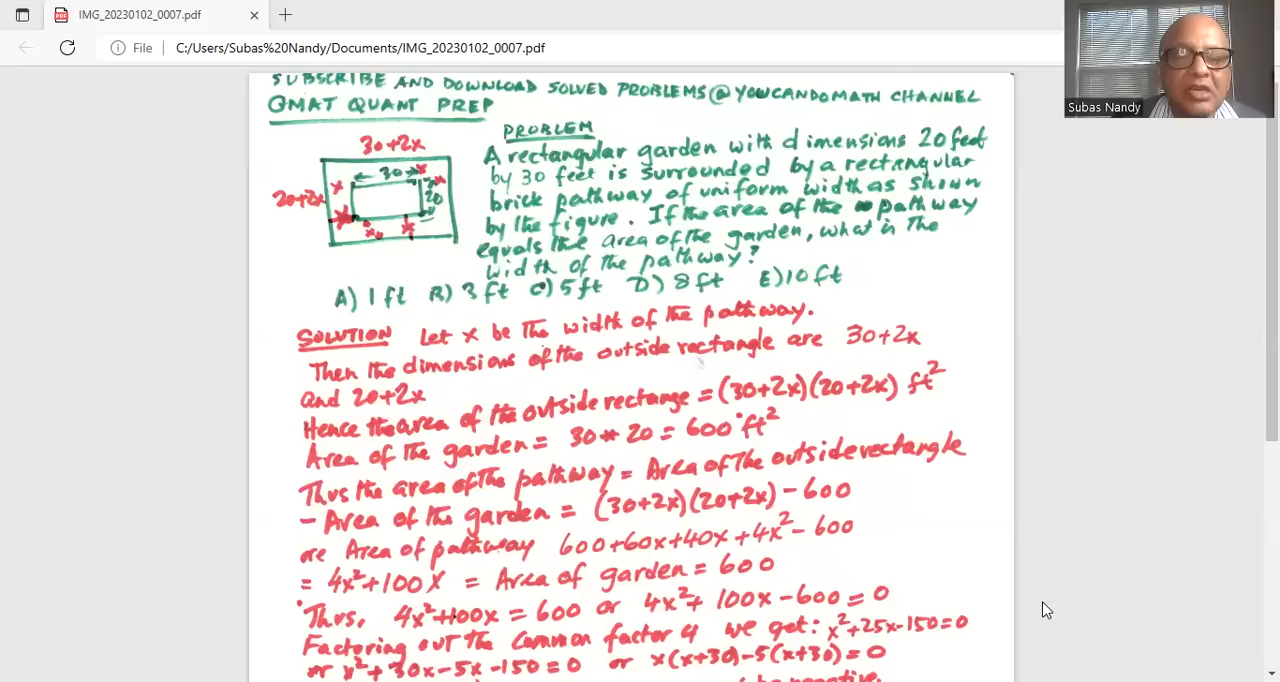 IMG_20230102_0007.pdf
File
C:/Users/Subas%20Nandy/Documents/IMG_20230102_0007.pdf
Subas Nandy
SUBSCRIBE AND DOWNLOAD SOLVED PROBLEMS@YOUCANDOMATH CHANNEL
GMAT QUANT PREP
PROBLEM
A rectangular garden with dimensions 20 feet
by 30 feet is surrounded by a rectangular
brick pathway of uniform width as shown
by the figure. If the area of the pathway
equals the area of the garden, what is the
width of the pathway?
30+2x
30
x
x
20+2x
x
20
x
x
A) 1 ft B) 3 ft C) 5 ft D) 8 ft E) 10 ft
SOLUTION Let x be the width of the pathway.
Then the dimensions of the outside rectangle are 30+2x
and 20+2x
Hence the area of the outside rectange = (30+2x)(20+2x) ft²
Area of the garden = 30 * 20 = 600 ft²
Thus the area of the pathway = Area of the outside rectangle
- Area of the garden = (30+2x)(20+2x) - 600
or Area of pathway 600+60x+40x+4x² - 600
= 4x²+100x = Area of garden = 600
Thus, 4x²+100x = 600 or 4x²+ 100x - 600 = 0
Factoring out the common factor 4 we get: x²+25x-150=0
or x²+30x-5x-150=0 or x(x+30)-5(x+30)=0
be negative.